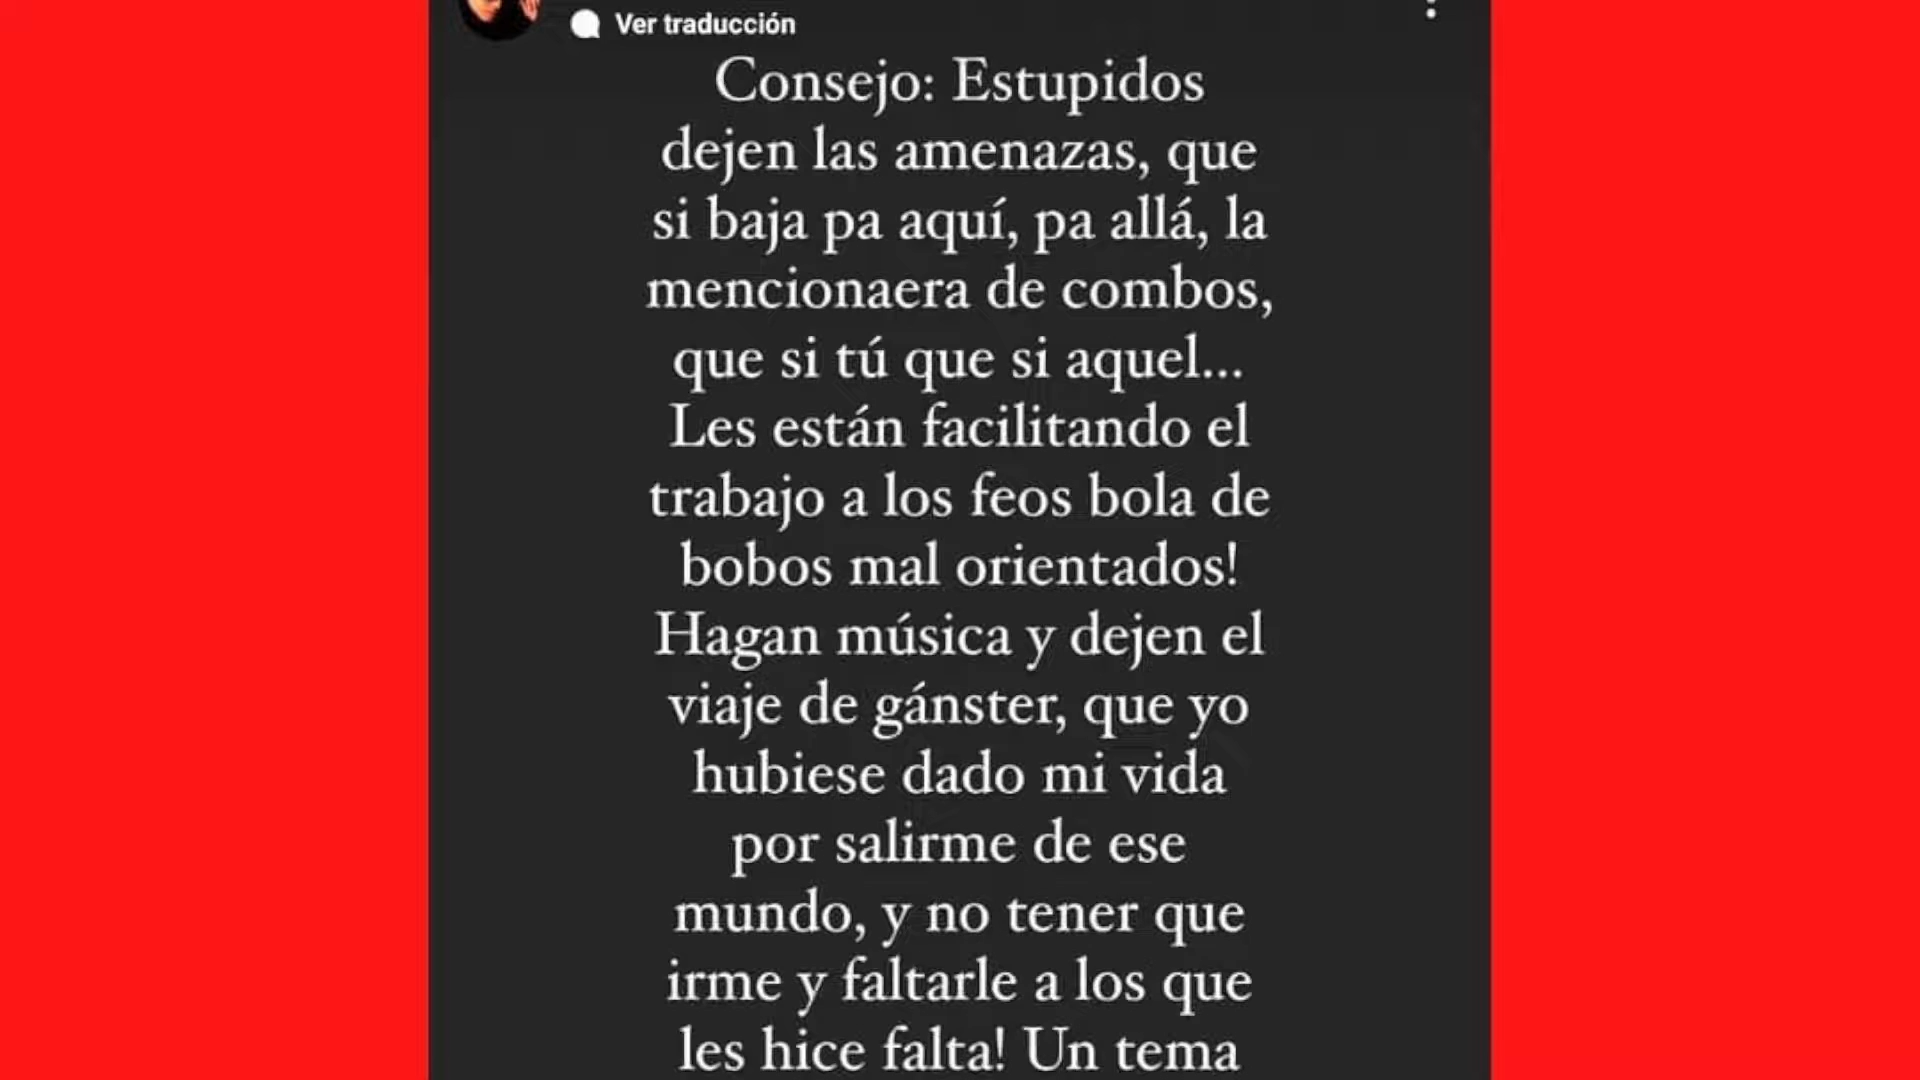 Ver traducción
Consejo: Estupidos
dejen las amenazas, que
si baja pa aquí, pa allá, la
mencionaera de combos,
que si tú que si aquel...
Les están facilitando el
trabajo a los feos bola de
bobos mal orientados!
Hagan música y dejen el
viaje de gánster, que yo
hubiese dado mi vida
por salirme de ese
mundo, y no tener que
irme y faltarle a los que
les hice falta! Un tema